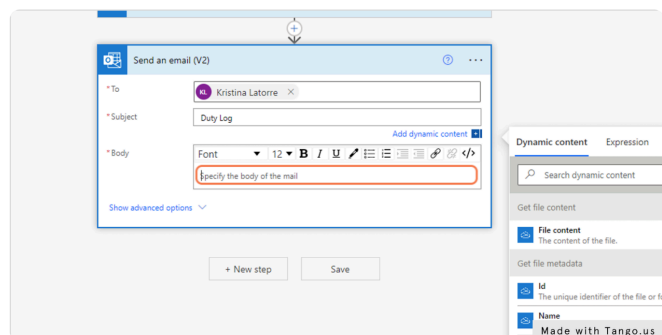 Send an email (V2)
? ...
* To
KL Kristina Latorre ×
* Subject
Duty Log
Add dynamic content
* Body
Font 12 B I U </>
Specify the body of the mail
Show advanced options
+ New step
Save
Dynamic content Expression
Search dynamic content
Get file content
File content
The content of the file.
Get file metadata
Id
The unique identifier of the file or
Name
Made with Tango.us